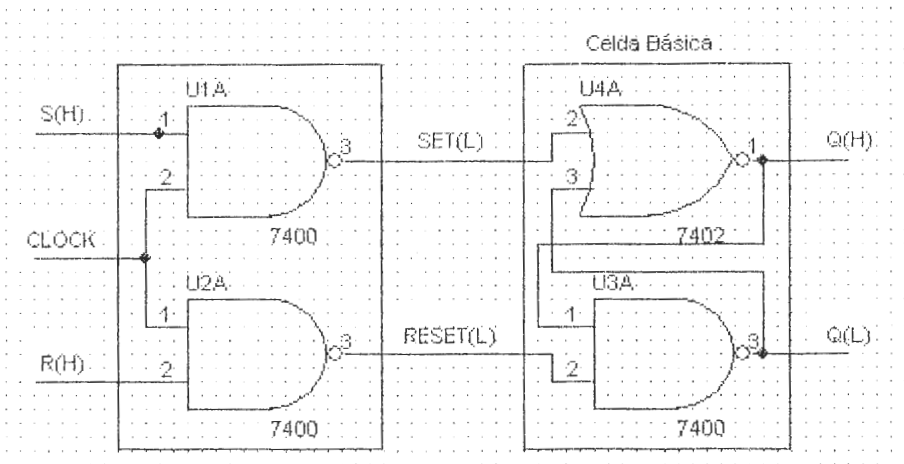 Celda Básica
U1A
U4A
S(H)
1
2
3
SET(L)
2
3
1
Q(H)
7400
7402
CLOCK
U2A
U3A
1
2
3
RESET(L)
1
2
3
Q(L)
R(H)
7400
7400